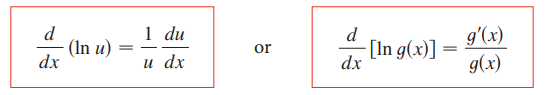 d/dx (ln u) = 1/u du/dx or d/dx [ln g(x)] = g′(x)/g(x)